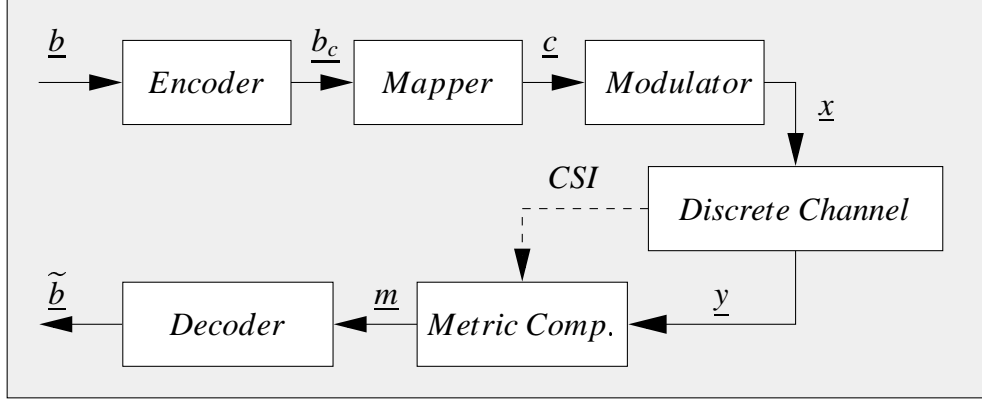 b
Encoder
b_c
Mapper
c
Modulator
x
CSI
Discrete Channel
b̃
Decoder
m
Metric Comp.
y